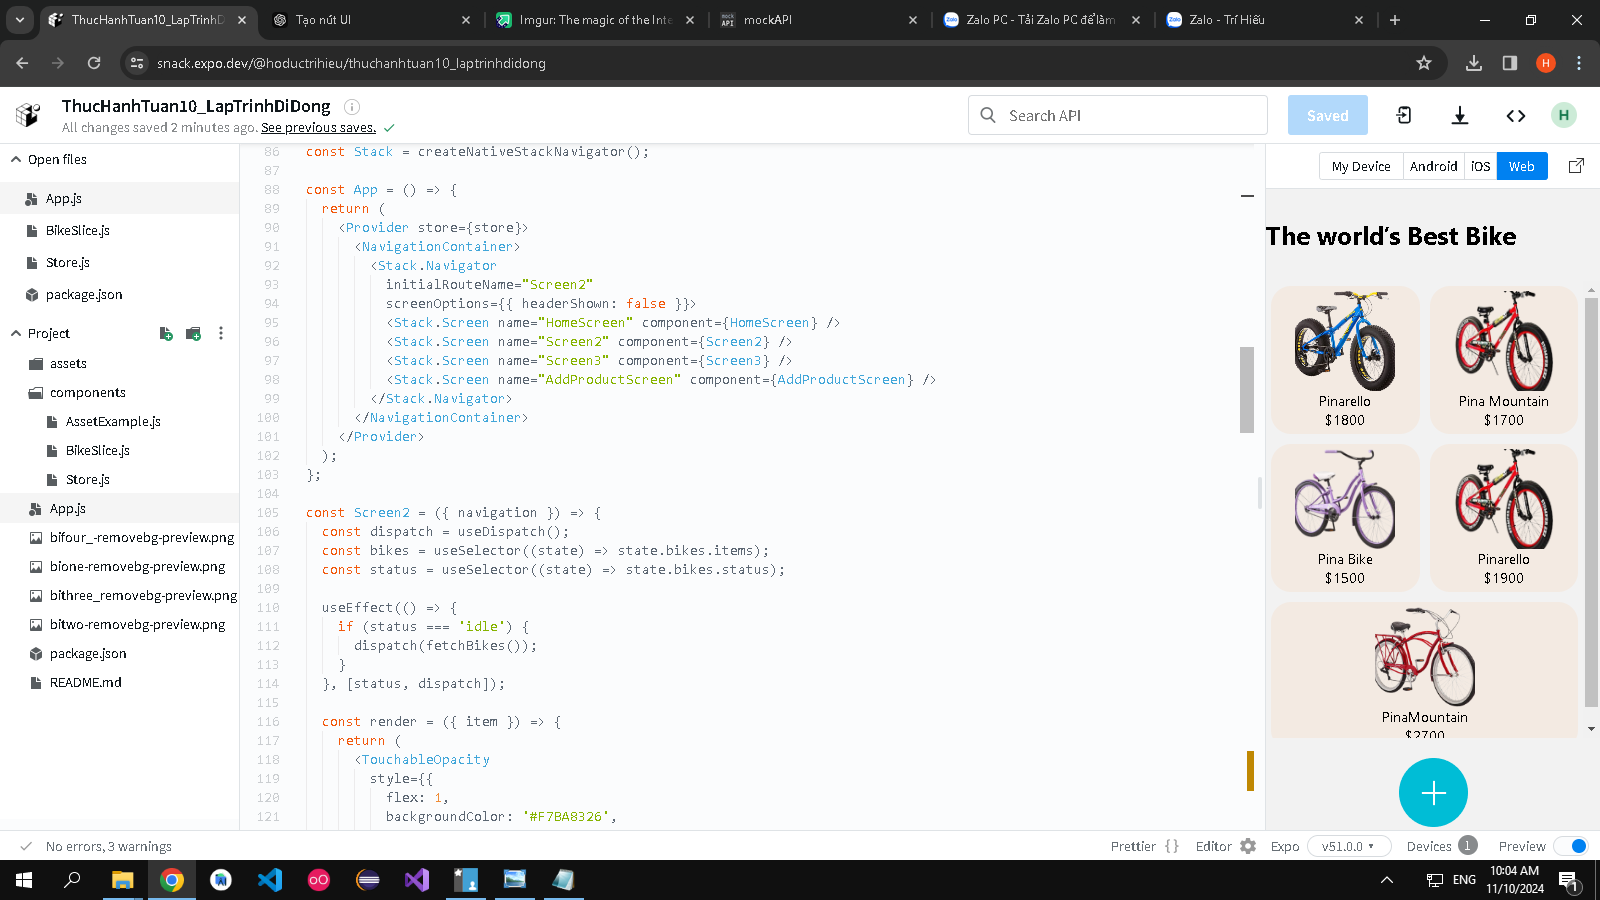 ThucHanhTuan10_LapTrinhD
Tạo nút UI
Imgur: The magic of the Inte
mock API
mockAPI
Zalo PC - Tải Zalo PC để làm
Zalo - Trí Hiếu
snack.expo.dev/@hoductrihieu/thuchanhtuan10_laptrinhdidong
H
ThucHanhTuan10_LapTrinhDiDong
All changes saved 2 minutes ago. See previous saves.
Search API
Saved
H
Open files
App.js
BikeSlice.js
Store.js
package.json
Project
assets
components
AssetExample.js
BikeSlice.js
Store.js
App.js
bifour_-removebg-preview.png
bione-removebg-preview.png
bithree_removebg-preview.png
bitwo-removebg-preview.png
package.json
README.md
86 const Stack = createNativeStackNavigator();
87
88 const App = () => {
89 return (
90 <Provider store={store}>
91 <NavigationContainer>
92 <Stack.Navigator
93 initialRouteName="Screen2"
94 screenOptions={{ headerShown: false }}>
95 <Stack.Screen name="HomeScreen" component={HomeScreen} />
96 <Stack.Screen name="Screen2" component={Screen2} />
97 <Stack.Screen name="Screen3" component={Screen3} />
98 <Stack.Screen name="AddProductScreen" component={AddProductScreen} />
99 </Stack.Navigator>
100 </NavigationContainer>
101 </Provider>
102 );
103 };
104
105 const Screen2 = ({ navigation }) => {
106 const dispatch = useDispatch();
107 const bikes = useSelector((state) => state.bikes.items);
108 const status = useSelector((state) => state.bikes.status);
109
110 useEffect(() => {
111 if (status === 'idle') {
112 dispatch(fetchBikes());
113 }
114 }, [status, dispatch]);
115
116 const render = ({ item }) => {
117 return (
118 <TouchableOpacity
119 style={{
120 flex: 1,
121 backgroundColor: '#F7BA8326',
My Device
Android
iOS
Web
The world's Best Bike
Pinarello
$1800
Pina Mountain
$1700
Pina Bike
$1500
Pinarello
$1900
PinaMountain
$2700
No errors, 3 warnings
Prettier { }
Editor
Expo
v51.0.0
Devices 1
Preview
ENG
10:04 AM
11/10/2024
1